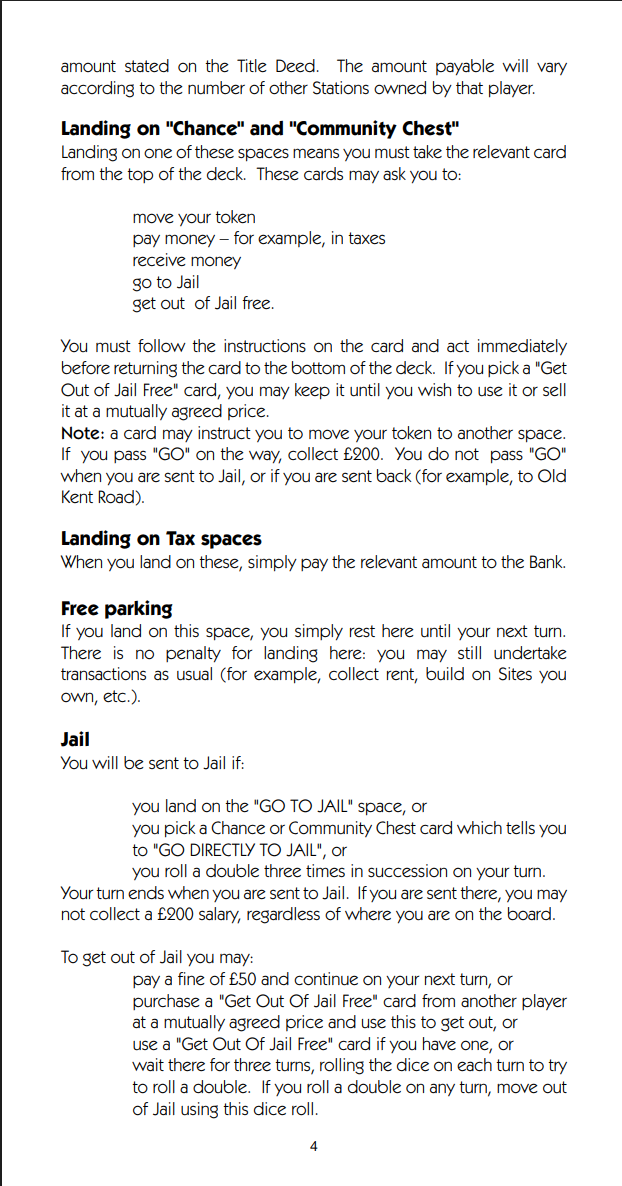 amount stated on the Title Deed. The amount payable will vary
according to the number of other Stations owned by that player.
Landing on "Chance" and "Community Chest"
Landing on one of these spaces means you must take the relevant card
from the top of the deck. These cards may ask you to:
move your token
pay money – for example, in taxes
receive money
go to Jail
get out of Jail free.
You must follow the instructions on the card and act immediately
before returning the card to the bottom of the deck. If you pick a "Get
Out of Jail Free" card, you may keep it until you wish to use it or sell
it at a mutually agreed price.
Note: a card may instruct you to move your token to another space.
If you pass "GO" on the way, collect £200. You do not pass "GO"
when you are sent to Jail, or if you are sent back (for example, to Old
Kent Road).
Landing on Tax spaces
When you land on these, simply pay the relevant amount to the Bank.
Free parking
If you land on this space, you simply rest here until your next turn.
There is no penalty for landing here: you may still undertake
transactions as usual (for example, collect rent, build on Sites you
own, etc.).
Jail
You will be sent to Jail if:
you land on the "GO TO JAIL" space, or
you pick a Chance or Community Chest card which tells you
to "GO DIRECTLY TO JAIL", or
you roll a double three times in succession on your turn.
Your turn ends when you are sent to Jail. If you are sent there, you may
not collect a £200 salary, regardless of where you are on the board.
To get out of Jail you may:
pay a fine of £50 and continue on your next turn, or
purchase a "Get Out Of Jail Free" card from another player
at a mutually agreed price and use this to get out, or
use a "Get Out Of Jail Free" card if you have one, or
wait there for three turns, rolling the dice on each turn to try
to roll a double. If you roll a double on any turn, move out
of Jail using this dice roll.
4